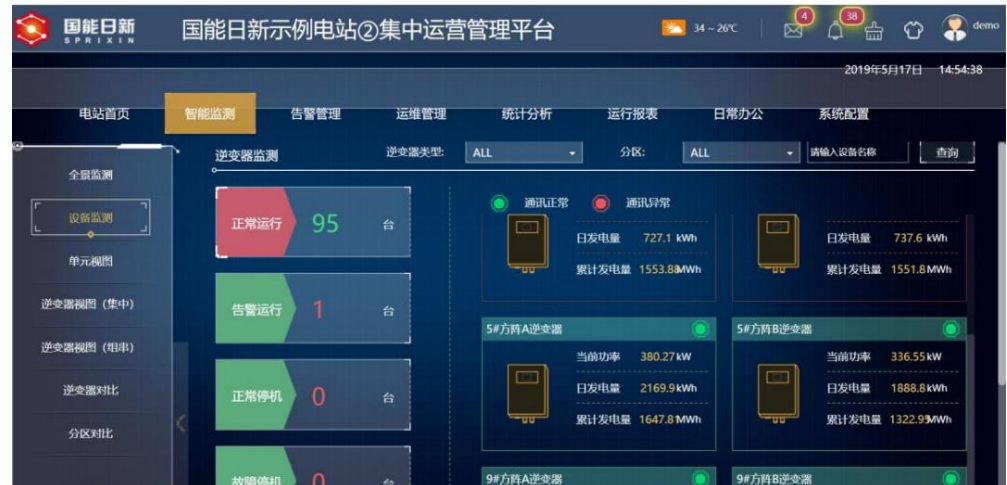 国能日新
SPRIXIN
国能日新示例电站②集中运营管理平台
34 ~ 26℃
4
38
demo
2019年5月17日 14:54:38
电站首页 智能监测 告警管理 运维管理 统计分析 运行报表 日常办公 系统配置
全景监测
设备监测
单元视图
逆变器视图（集中）
逆变器视图（组串）
逆变器对比
分区对比
逆变器监测 逆变器类型: ALL 分区: ALL 请输入设备名称 查询
正常运行 95 台
告警运行 1 台
正常停机 0 台
故障停机 0 台
通讯正常 通讯异常
日发电量 727.1 kWh
累计发电量 1553.88MWh
日发电量 737.6 kWh
累计发电量 1551.8MWh
5#方阵A逆变器
当前功率 380.27kW
日发电量 2169.9kWh
累计发电量 1647.81MWh
5#方阵B逆变器
当前功率 336.55kW
日发电量 1888.8kWh
累计发电量 1322.95MWh
9#方阵A逆变器
9#方阵B逆变器